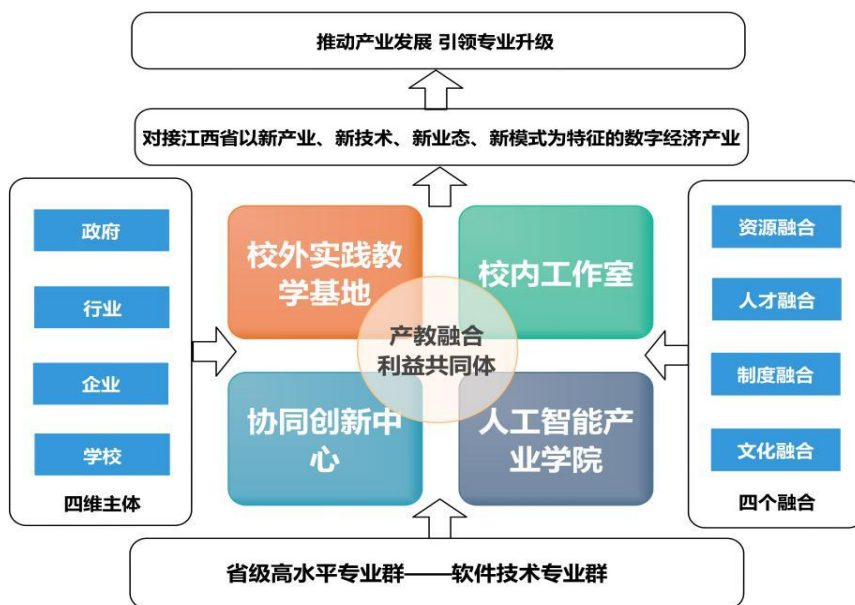 推动产业发展 引领专业升级
对接江西省以新产业、新技术、新业态、新模式为特征的数字经济产业
政府
行业
企业
学校
四维主体
校外实践教
学基地
校内工作室
产教融合
利益共同体
协同创新中
心
人工智能产
业学院
资源融合
人才融合
制度融合
文化融合
四个融合
省级高水平专业群——软件技术专业群